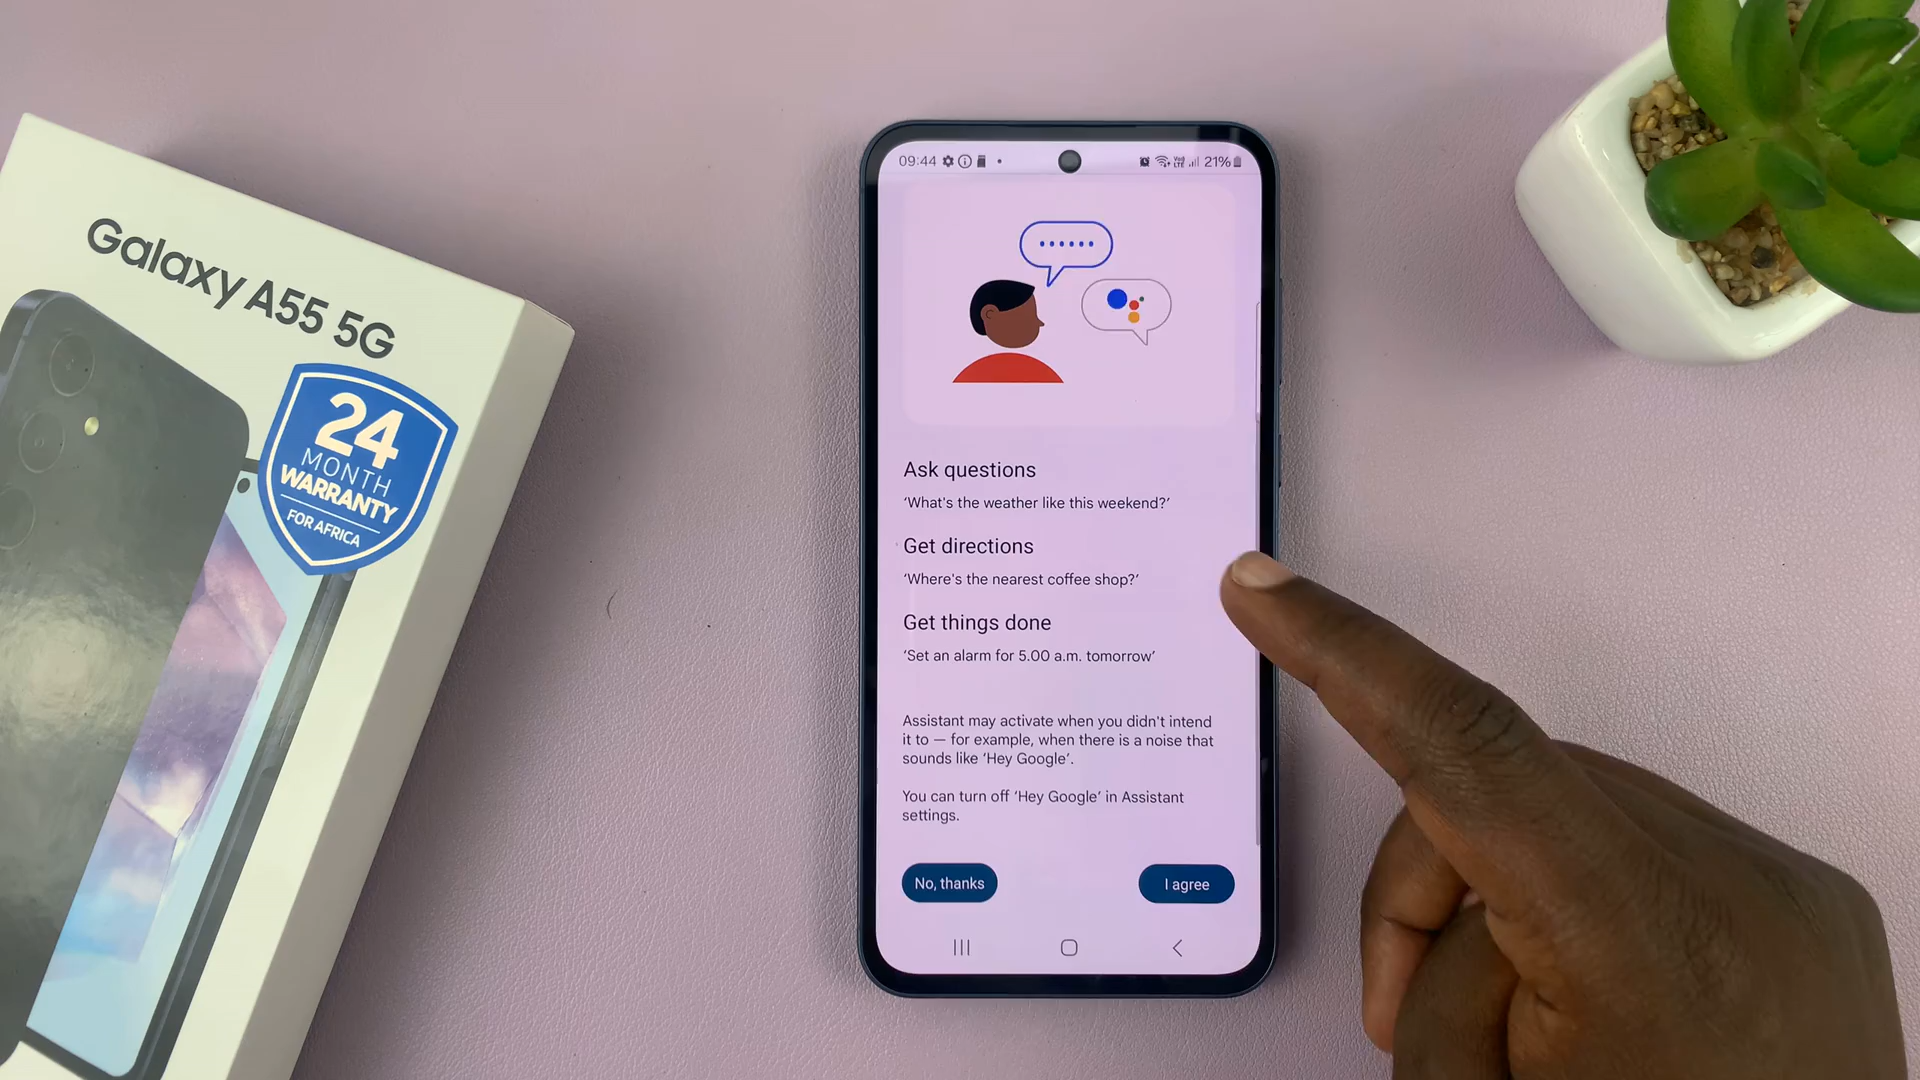 Galaxy A55 5G
24
MONTH
WARRANTY
FOR AFRICA
09:44
21%
Ask questions
‘What's the weather like this weekend?’
Get directions
‘Where's the nearest coffee shop?’
Get things done
‘Set an alarm for 5.00 a.m. tomorrow’
Assistant may activate when you didn't intend
it to — for example, when there is a noise that
sounds like ‘Hey Google’.
You can turn off ‘Hey Google’ in Assistant
settings.
No, thanks
I agree